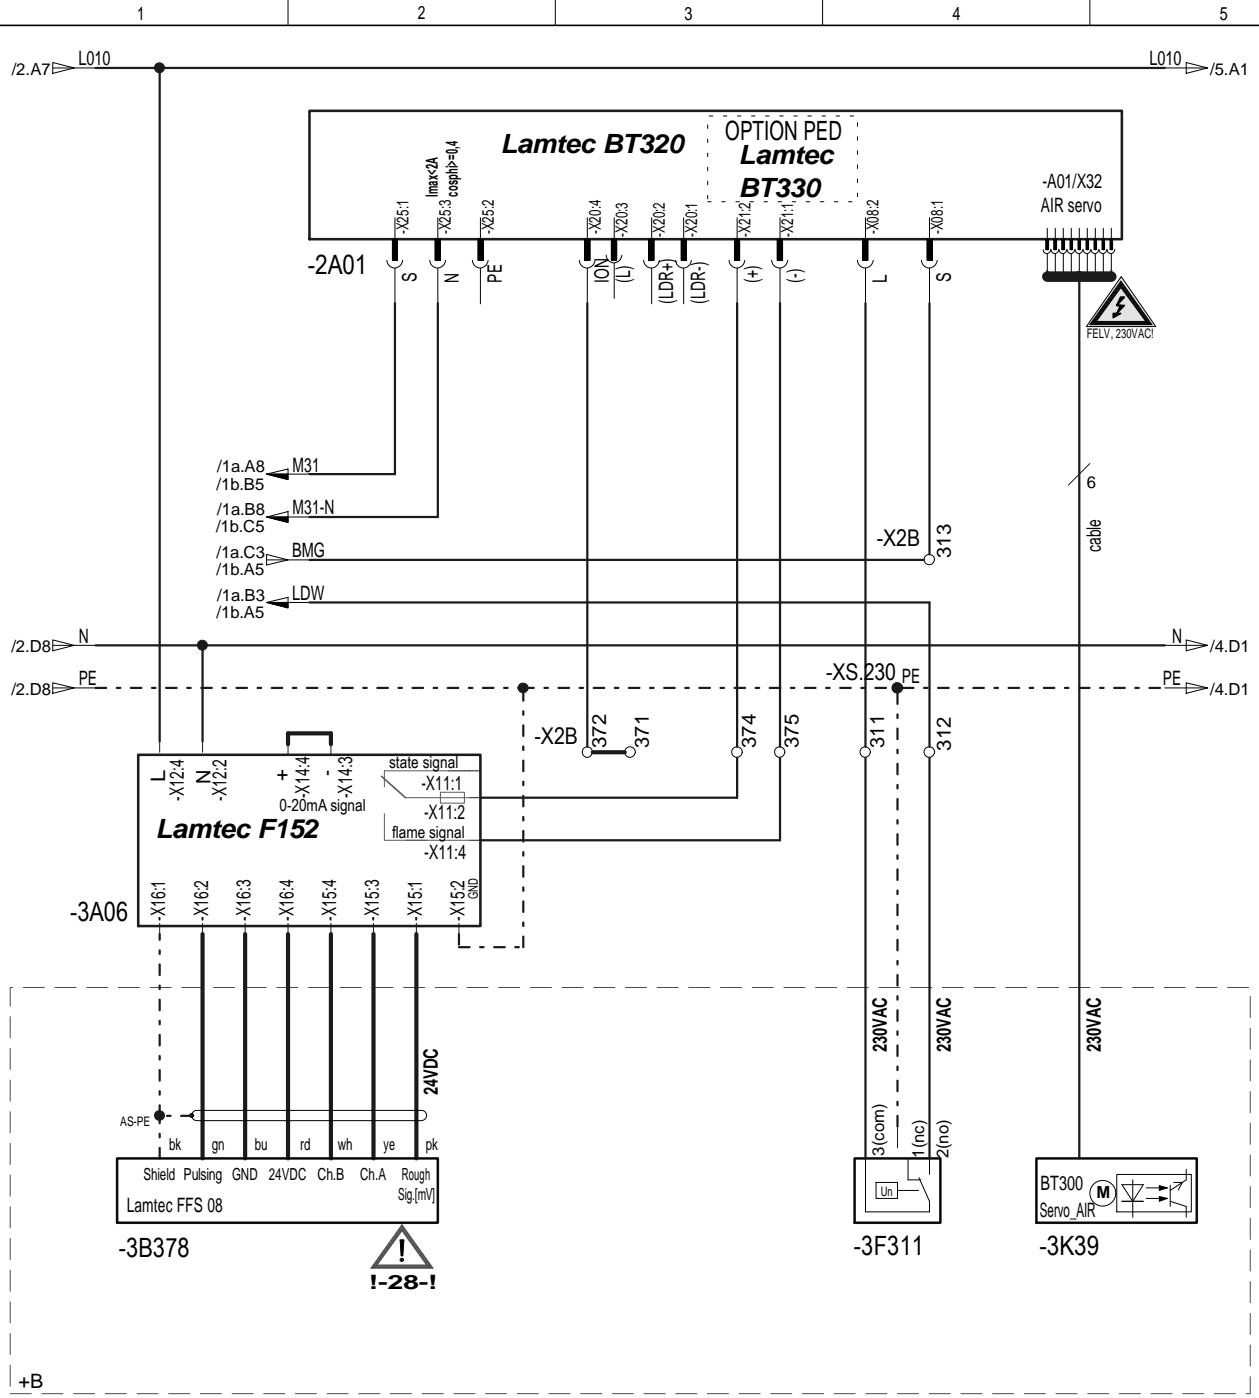 1 2 3 4 5
/2.A7 L010 L010 /5.A1
Lamtec BT320
OPTION PED
Lamtec
BT330
Imax<2A
cosphi>=0,4
-A01/X32
AIR servo
-X25:1 -X25:3 -X25:2 -X20:4 -X20:3 -X20:2 -X20:1 -X21:2 -X21:1 -X08:2 -X08:1
-2A01
S N PE ION (L) (LDR+) (LDR-) (+) (-) L S
FELV, 230VAC!
/1a.A8 M31
/1b.B5
6
/1a.B8 M31-N
/1b.C5
cable
-X2B 313
/1a.C3 BMG
/1b.A5
/1a.B3 LDW
/1b.A5
/2.D8 N N /4.D1
/2.D8 PE -XS.230 PE PE /4.D1
-X2B 372 371 374 375 311 312
L N + -
-X12:4 -X12:2 -X14:4 -X14:3
state signal
-X11:1
0-20mA signal
-X11:2
Lamtec F152
flame signal
-X11:4
-3A06
-X16:1 -X16:2 -X16:3 -X16:4 -X15:4 -X15:3 -X15:1 -X15:2
GND
230VAC 230VAC 230VAC
24VDC
AS-PE
bk gn bu rd wh ye pk
3(com) 1(nc) 2(no)
Shield Pulsing GND 24VDC Ch.B Ch.A Rough
Sig.[mV]
Lamtec FFS 08
Un
BT300 M
Servo_AIR
-3B378
-3F311
-3K39
!
!-28-!
+B